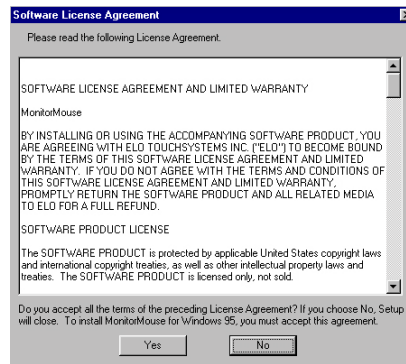 Software License Agreement
Please read the following License Agreement.
SOFTWARE LICENSE AGREEMENT AND LIMITED WARRANTY
MonitorMouse
BY INSTALLING OR USING THE ACCOMPANYING SOFTWARE PRODUCT, YOU
ARE AGREEING WITH ELO TOUCHSYSTEMS INC. ("ELO") TO BECOME BOUND
BY THE TERMS OF THIS SOFTWARE LICENSE AGREEMENT AND LIMITED
WARRANTY. IF YOU DO NOT AGREE WITH THE TERMS AND CONDITIONS OF
THIS SOFTWARE LICENSE AGREEMENT AND LIMITED WARRANTY,
PROMPTLY RETURN THE SOFTWARE PRODUCT AND ALL RELATED MEDIA
TO ELO FOR A FULL REFUND.
SOFTWARE PRODUCT LICENSE
The SOFTWARE PRODUCT is protected by applicable United States copyright laws
and international copyright treaties, as well as other intellectual property laws and
treaties. The SOFTWARE PRODUCT is licensed only, not sold.
Do you accept all the terms of the preceding License Agreement? If you choose No, Setup
will close. To install MonitorMouse for Windows 95, you must accept this agreement.
Yes No